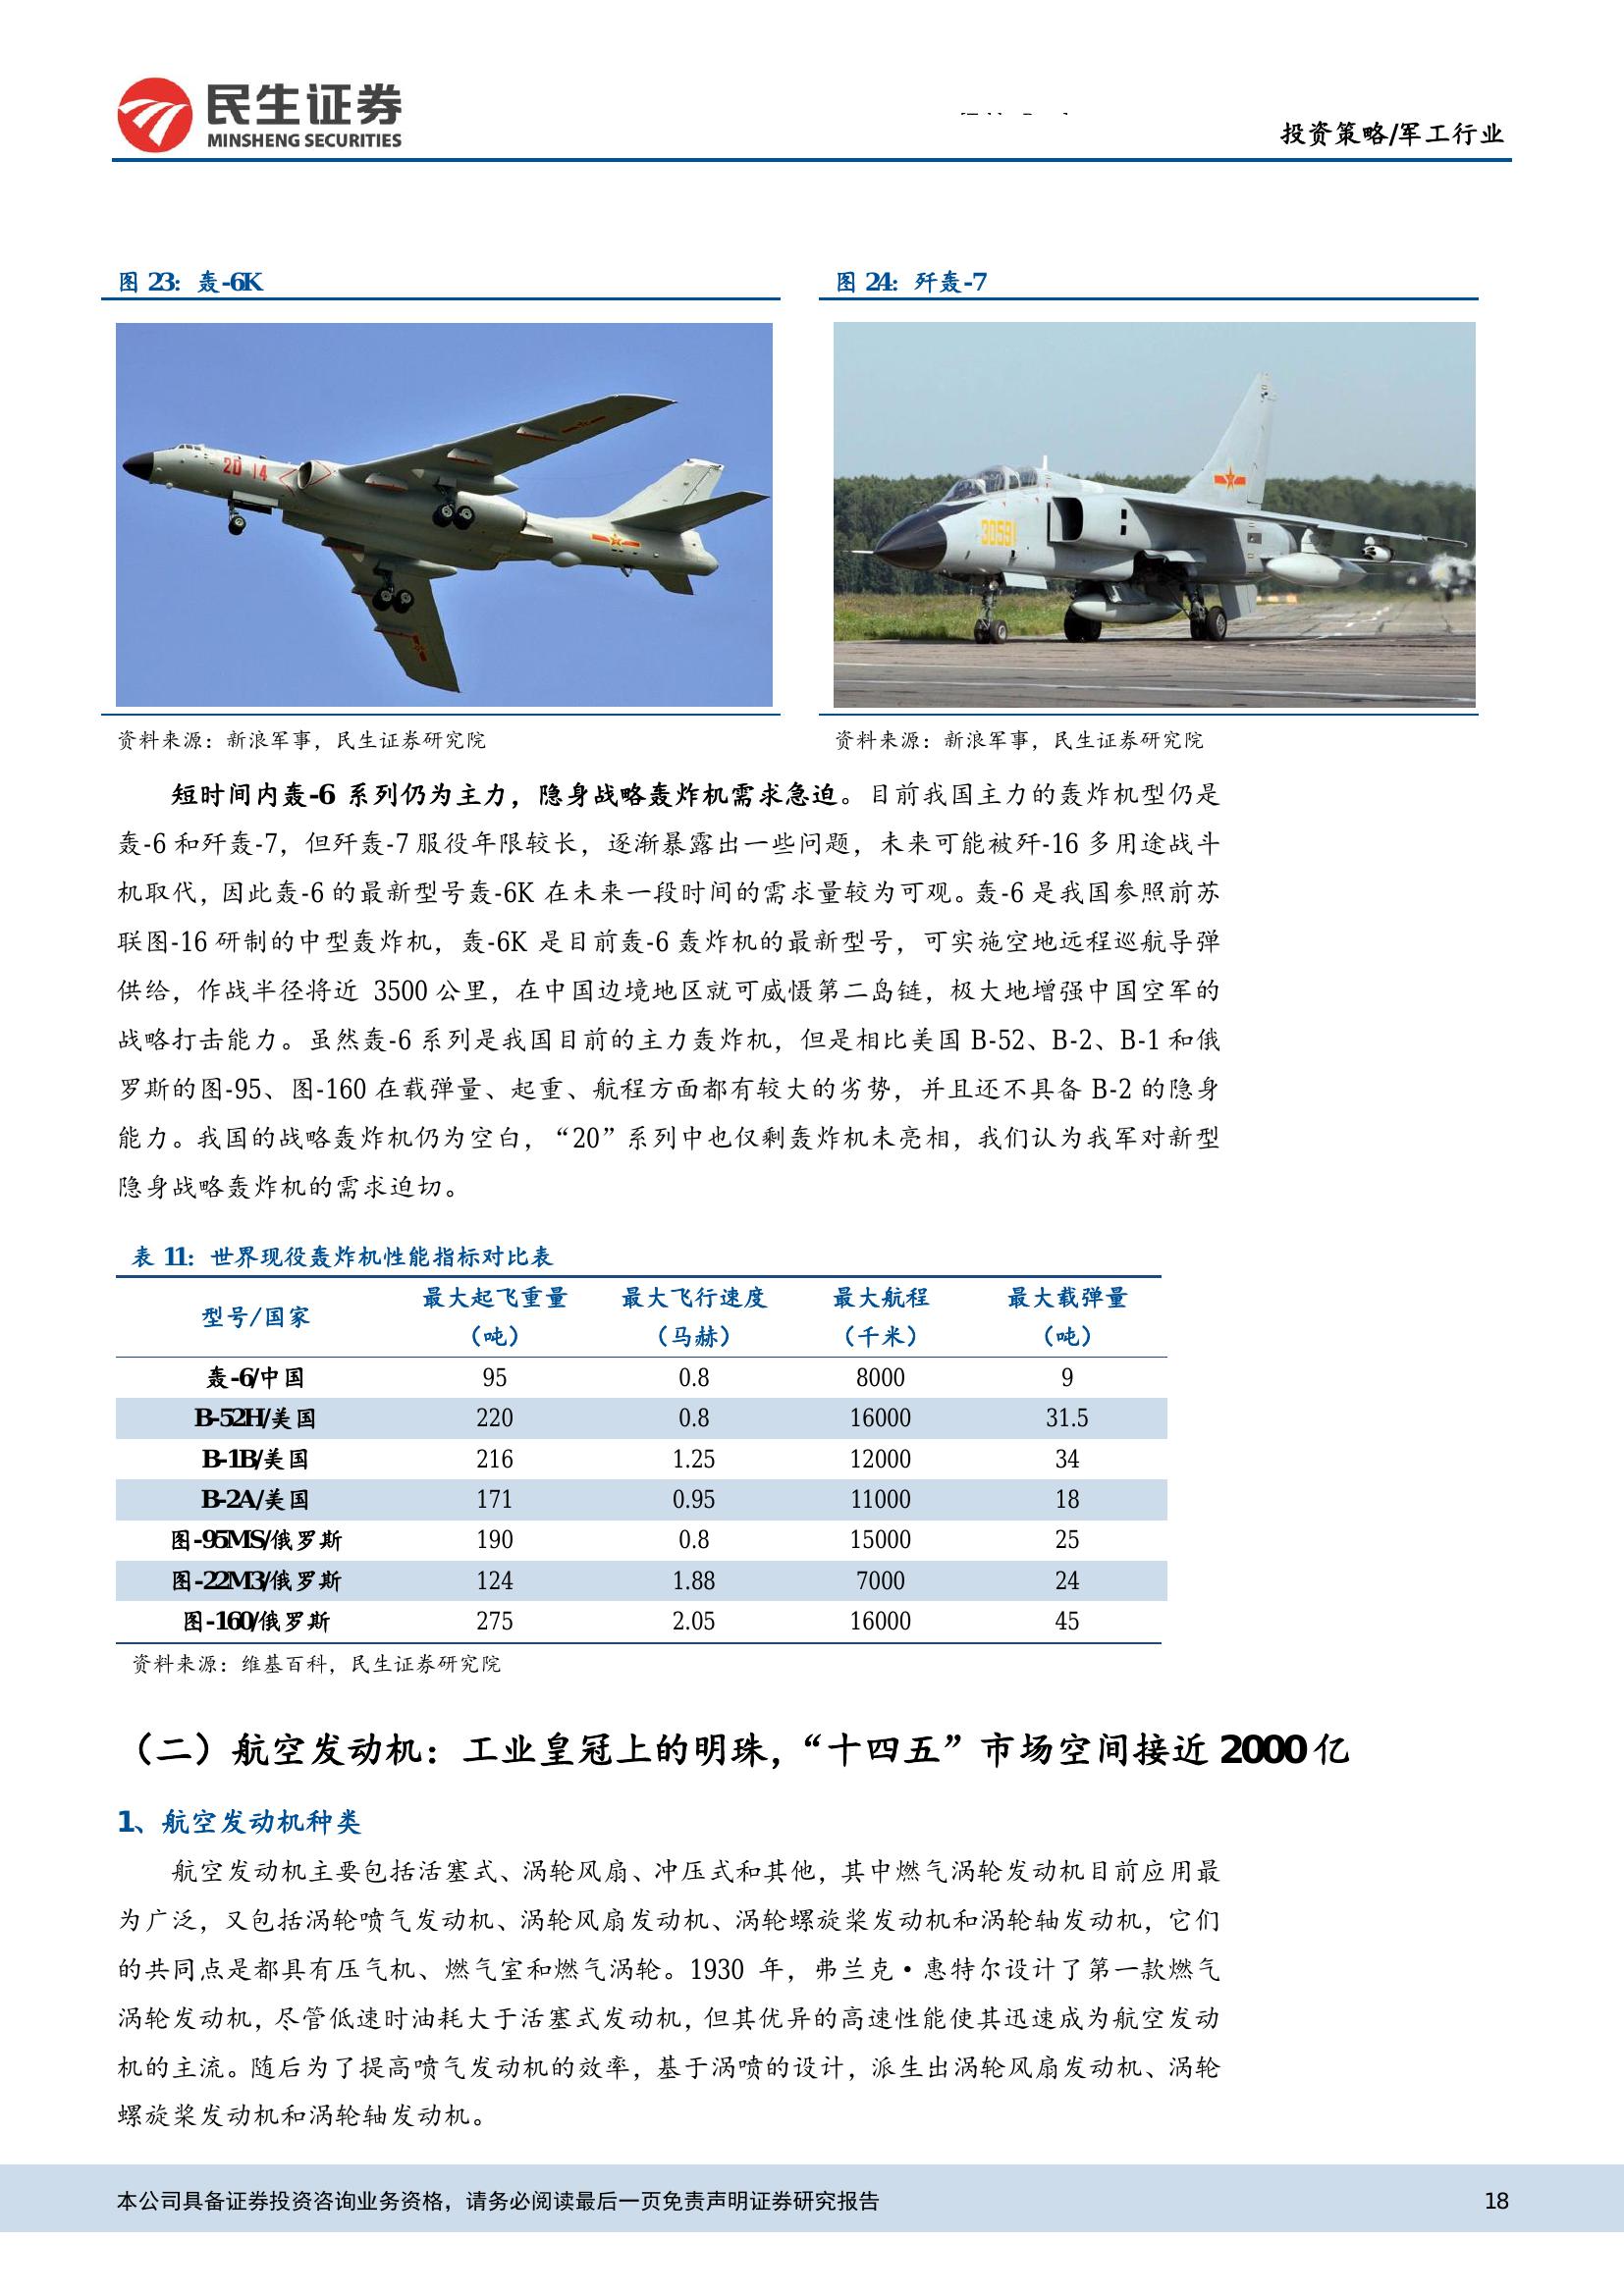 民生证券
MINSHENG SECURITIES
投资策略/军工行业
图 23：轰-6K
图 24：歼轰-7
20 14
30591
资料来源：新浪军事，民生证券研究院
资料来源：新浪军事，民生证券研究院
短时间内轰-6 系列仍为主力，隐身战略轰炸机需求急迫。目前我国主力的轰炸机型仍是
轰-6 和歼轰-7，但歼轰-7 服役年限较长，逐渐暴露出一些问题，未来可能被歼-16 多用途战斗
机取代，因此轰-6 的最新型号轰-6K 在未来一段时间的需求量较为可观。轰-6 是我国参照前苏
联图-16 研制的中型轰炸机，轰-6K 是目前轰-6 轰炸机的最新型号，可实施空地远程巡航导弹
供给，作战半径将近 3500 公里，在中国边境地区就可威慑第二岛链，极大地增强中国空军的
战略打击能力。虽然轰-6 系列是我国目前的主力轰炸机，但是相比美国 B-52、B-2、B-1 和俄
罗斯的图-95、图-160 在载弹量、起重、航程方面都有较大的劣势，并且还不具备 B-2 的隐身
能力。我国的战略轰炸机仍为空白，“20”系列中也仅剩轰炸机未亮相，我们认为我军对新型
隐身战略轰炸机的需求迫切。
表 11：世界现役轰炸机性能指标对比表
型号/国家 最大起飞重量（吨） 最大飞行速度（马赫） 最大航程（千米） 最大载弹量（吨）
轰-6/中国 95 0.8 8000 9
B-52H/美国 220 0.8 16000 31.5
B-1B/美国 216 1.25 12000 34
B-2A/美国 171 0.95 11000 18
图-95MS/俄罗斯 190 0.8 15000 25
图-22M3/俄罗斯 124 1.88 7000 24
图-160/俄罗斯 275 2.05 16000 45
资料来源：维基百科，民生证券研究院
（二）航空发动机：工业皇冠上的明珠，“十四五”市场空间接近 2000 亿
1、航空发动机种类
航空发动机主要包括活塞式、涡轮风扇、冲压式和其他，其中燃气涡轮发动机目前应用最
为广泛，又包括涡轮喷气发动机、涡轮风扇发动机、涡轮螺旋桨发动机和涡轮轴发动机，它们
的共同点是都具有压气机、燃气室和燃气涡轮。1930 年，弗兰克·惠特尔设计了第一款燃气
涡轮发动机，尽管低速时油耗大于活塞式发动机，但其优异的高速性能使其迅速成为航空发动
机的主流。随后为了提高喷气发动机的效率，基于涡喷的设计，派生出涡轮风扇发动机、涡轮
螺旋桨发动机和涡轮轴发动机。
本公司具备证券投资咨询业务资格，请务必阅读最后一页免责声明证券研究报告
18